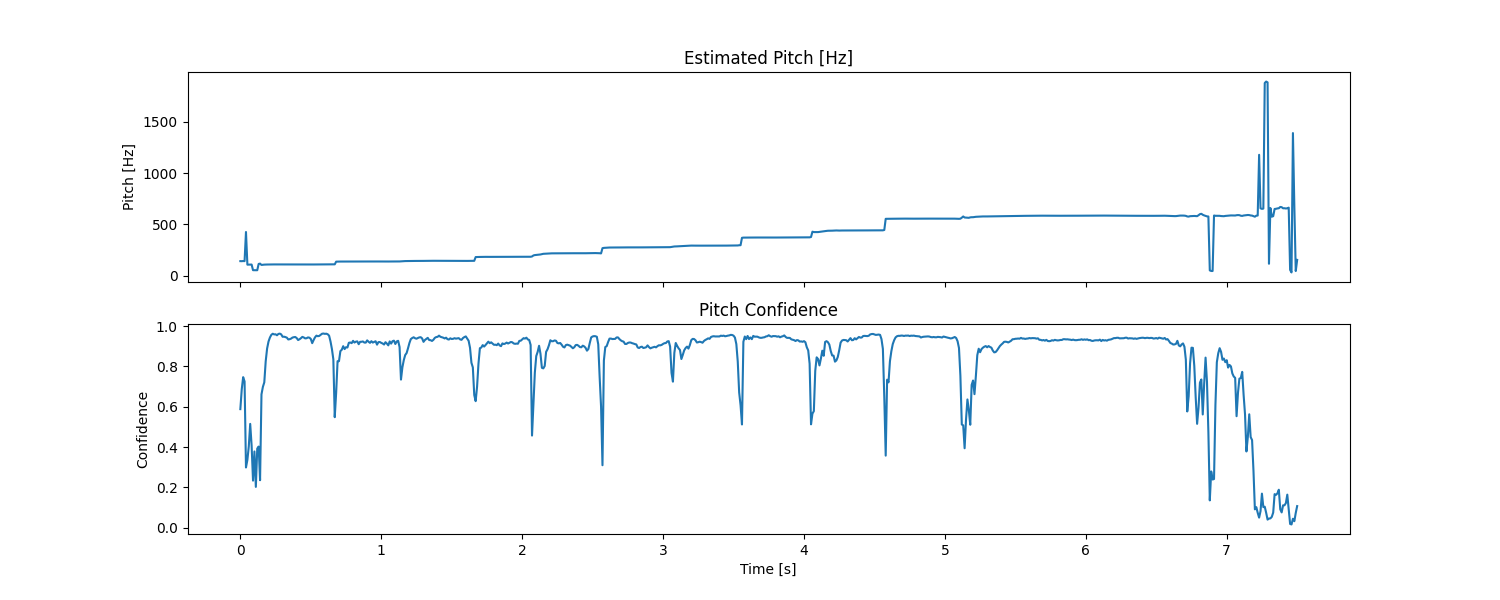 Estimated Pitch [Hz]
Pitch [Hz]
1500
1000
500
0
Pitch Confidence
Confidence
1.0
0.8
0.6
0.4
0.2
0.0
0 1 2 3 4 5 6 7
Time [s]